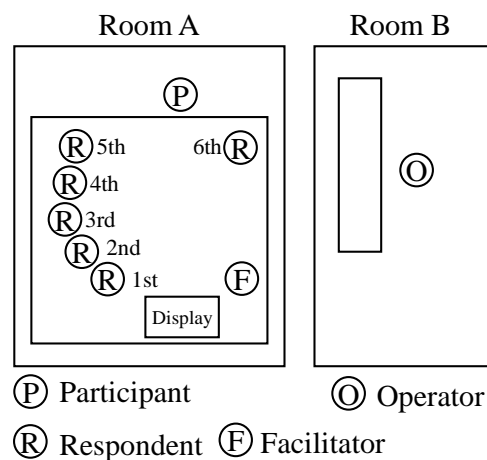 Room A Room B
P
R 5th 6th R
R 4th O
R 3rd
R 2nd
R 1st F
Display
P Participant O Operator
R Respondent F Facilitator